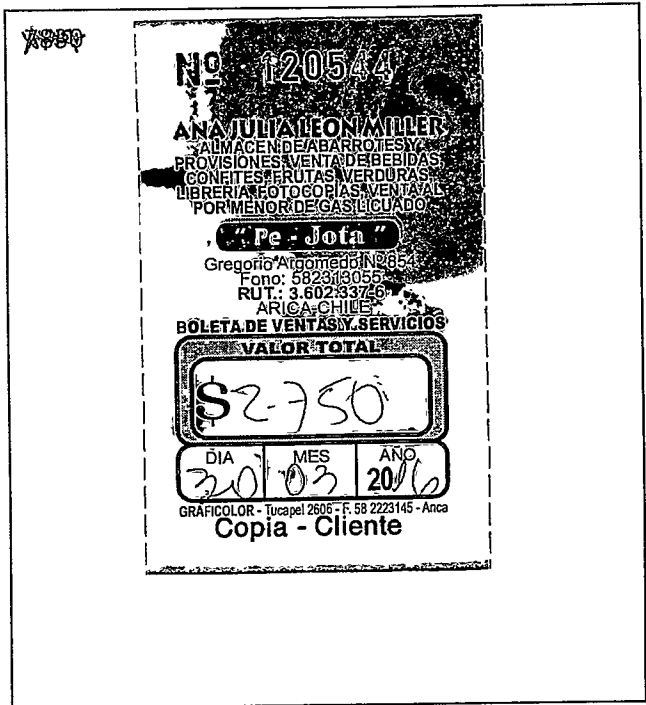 Nº 120544
ANA JULIA LEON MILLER
ALMACEN DE ABARROTES Y
PROVISIONES, VENTA DE BEBIDAS
CONFITES, FRUTAS, VERDURAS
LIBRERIA, FOTOCOPIAS, VENTA AL
POR MENOR DE GAS LICUADO
"Pe - Jota"
Gregorio Argomedo Nº 854
Fono: 582313055
RUT.: 3.602.337-6
ARICA-CHILE
BOLETA DE VENTAS Y SERVICIOS
VALOR TOTAL
$ 2.750
DIA MES AÑO
30 03 2016
GRAFICOLOR - Tucapel 2606 - F. 58 2223145 - Arica
Copia - Cliente